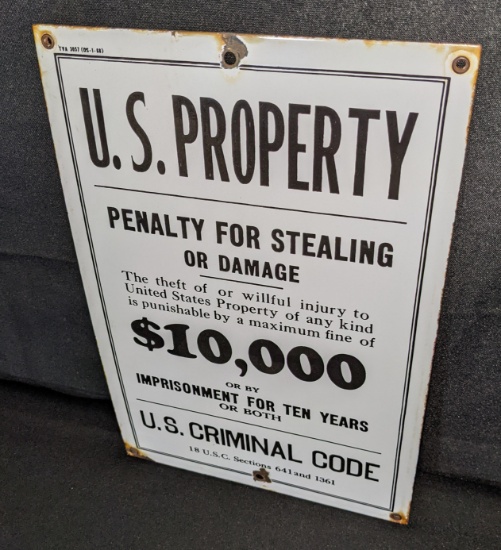 U.S. PROPERTY
PENALTY FOR STEALING
OR DAMAGE
The theft of or willful injury to
United States Property of any kind
is punishable by a maximum fine of
$10,000
OR BY
IMPRISONMENT FOR TEN YEARS
OR BOTH
U.S. CRIMINAL CODE
18 U.S.C. Sections 641 and 1361